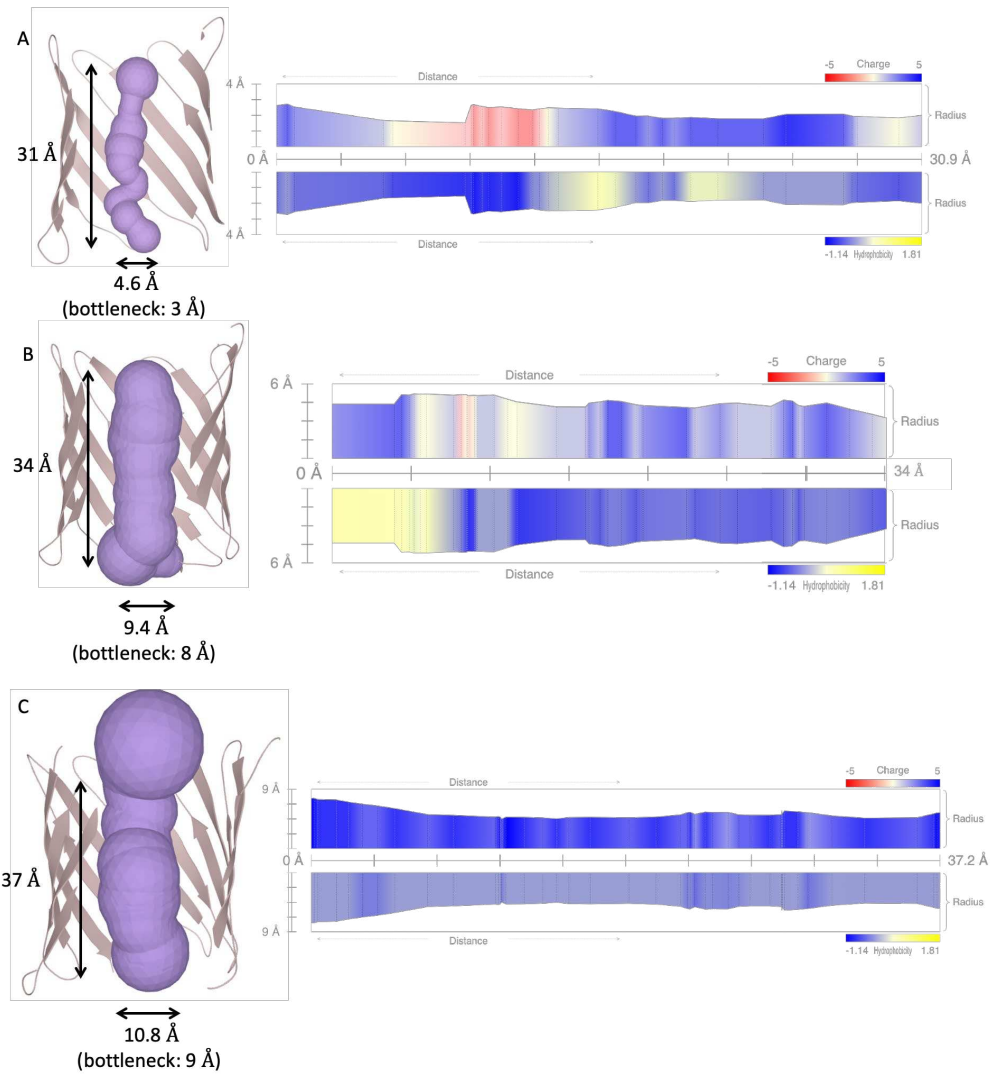 A
31 Å
4.6 Å
(bottleneck: 3 Å)
4 Å
Distance
-5 Charge 5
Radius
0 Å
30.9 Å
Radius
4 Å
Distance
-1.14 Hydrophobicity 1.81
B
34 Å
9.4 Å
(bottleneck: 8 Å)
6 Å
Distance
-5 Charge 5
Radius
0 Å
34 Å
Radius
6 Å
Distance
-1.14 Hydrophobicity 1.81
C
37 Å
10.8 Å
(bottleneck: 9 Å)
9 Å
Distance
-5 Charge 5
Radius
0 Å
37.2 Å
Radius
9 Å
Distance
-1.14 Hydrophobicity 1.81